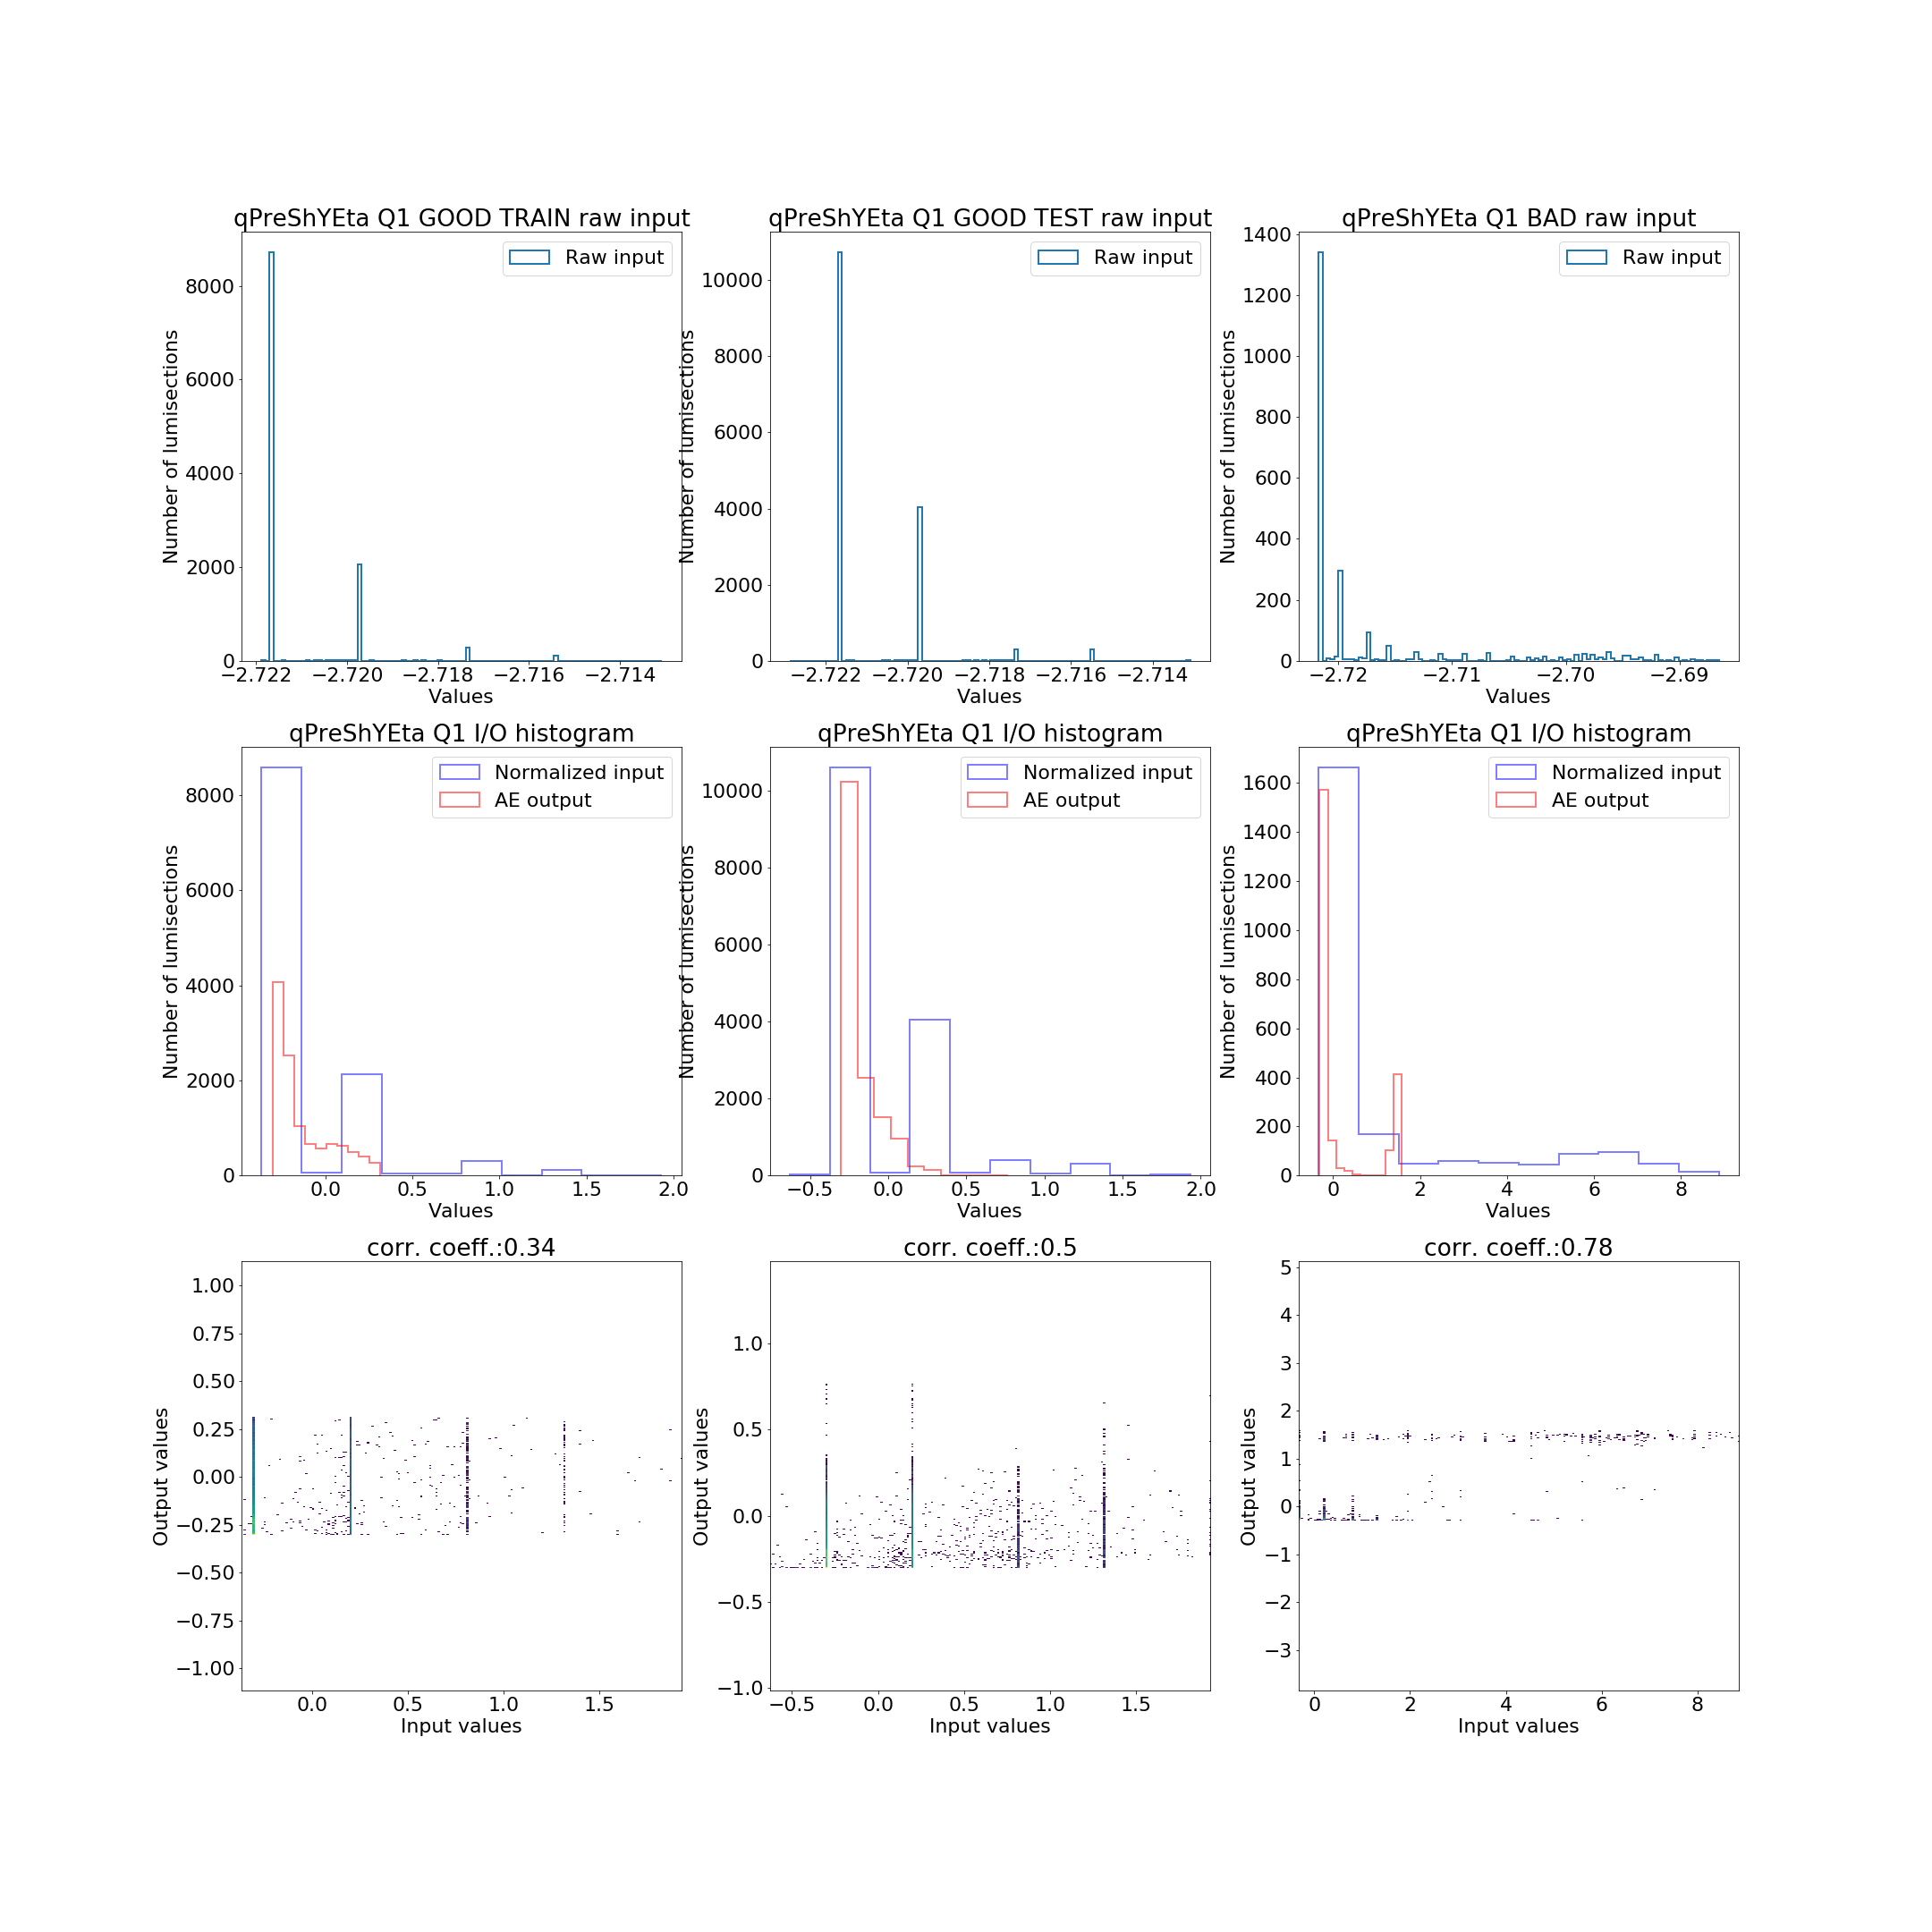 qPreShYEta Q1 GOOD TRAIN raw input
Raw input
8000
6000
4000
2000
0
Number of lumisections
−2.722 −2.720 −2.718 −2.716 −2.714
Values
qPreShYEta Q1 GOOD TEST raw input
Raw input
10000
8000
6000
4000
2000
0
Number of lumisections
−2.722 −2.720 −2.718 −2.716 −2.714
Values
qPreShYEta Q1 BAD raw input
Raw input
1400
1200
1000
800
600
400
200
0
Number of lumisections
−2.72 −2.71 −2.70 −2.69
Values
qPreShYEta Q1 I/O histogram
Normalized input
AE output
8000
6000
4000
2000
0
Number of lumisections
0.0 0.5 1.0 1.5 2.0
Values
qPreShYEta Q1 I/O histogram
Normalized input
AE output
10000
8000
6000
4000
2000
0
Number of lumisections
−0.5 0.0 0.5 1.0 1.5 2.0
Values
qPreShYEta Q1 I/O histogram
Normalized input
AE output
1600
1400
1200
1000
800
600
400
200
0
Number of lumisections
0 2 4 6 8
Values
corr. coeff.:0.34
1.00
0.75
0.50
0.25
0.00
−0.25
−0.50
−0.75
−1.00
Output values
0.0 0.5 1.0 1.5
Input values
corr. coeff.:0.5
1.0
0.5
0.0
−0.5
−1.0
Output values
−0.5 0.0 0.5 1.0 1.5
Input values
corr. coeff.:0.78
5
4
3
2
1
0
−1
−2
−3
Output values
0 2 4 6 8
Input values